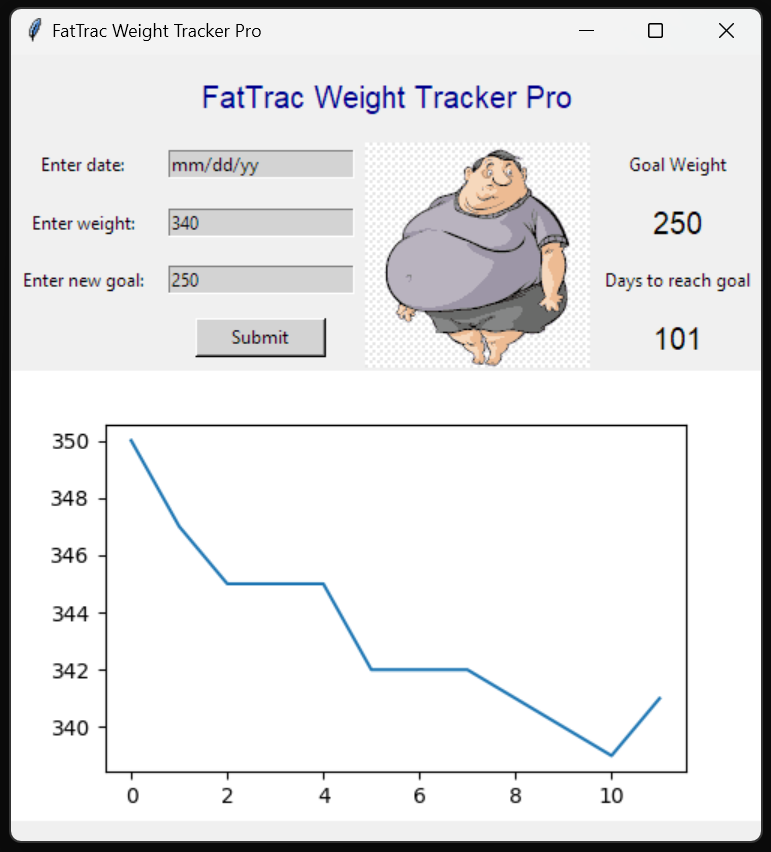 FatTrac Weight Tracker Pro
FatTrac Weight Tracker Pro
Enter date:
mm/dd/yy
Goal Weight
Enter weight:
340
250
Enter new goal:
250
Days to reach goal
Submit
101
350
348
346
344
342
340
0 2 4 6 8 10